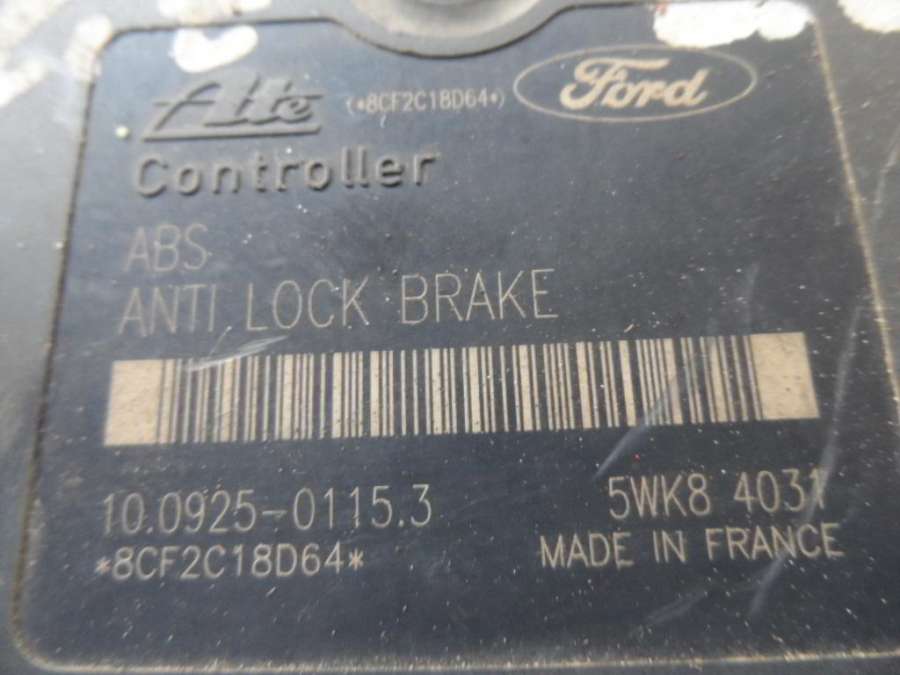 Ate (*8CF2C18D64*) Ford
Controller
ABS
ANTI LOCK BRAKE
10.0925-0115.3 5WK8 4031
*8CF2C18D64* MADE IN FRANCE